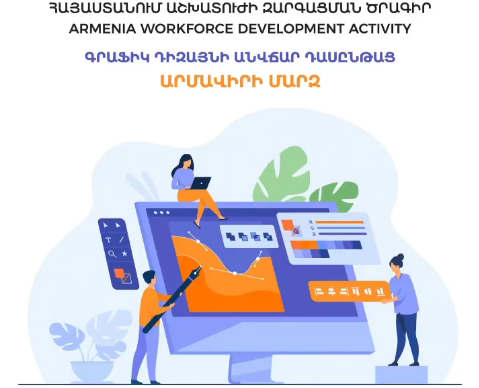 ՀԱՅԱՍՏԱՆՈՒՄ ԱՇԽԱՏՈՒԺԻ ԶԱՐԳԱՑՄԱՆ ԾՐԱԳԻՐ
ARMENIA WORKFORCE DEVELOPMENT ACTIVITY
ԳՐԱՖԻԿ ԴԻԶԱՅՆԻ ԱՆՎՃԱՐ ԴԱՍԸՆԹԱՑ
ԱՐՄԱՎԻՐԻ ՄԱՐԶ
T